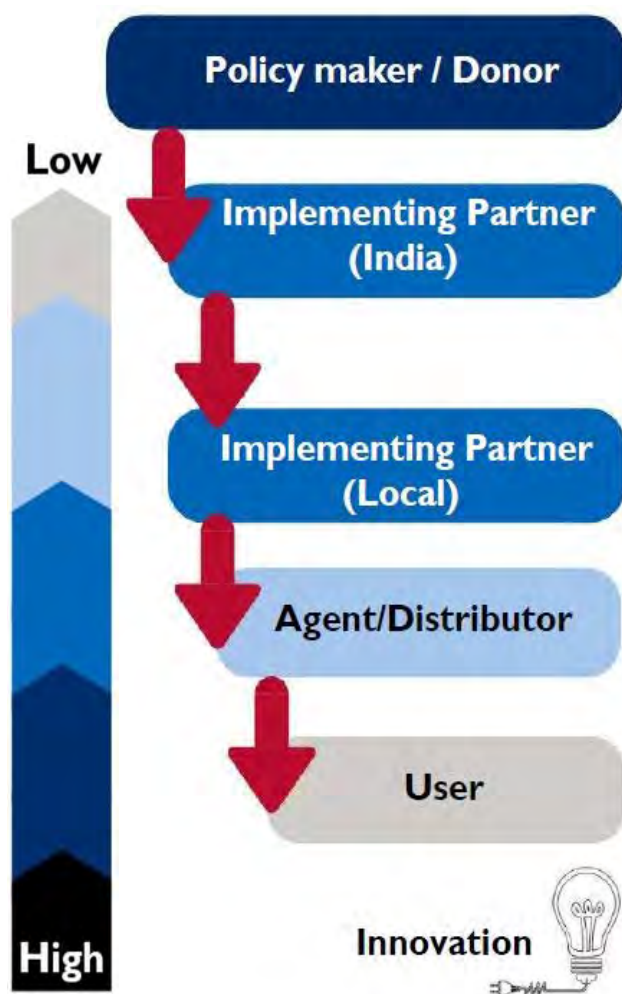 Policy maker / Donor
Low
Implementing Partner
(India)
Implementing Partner
(Local)
Agent/Distributor
User
Innovation
High